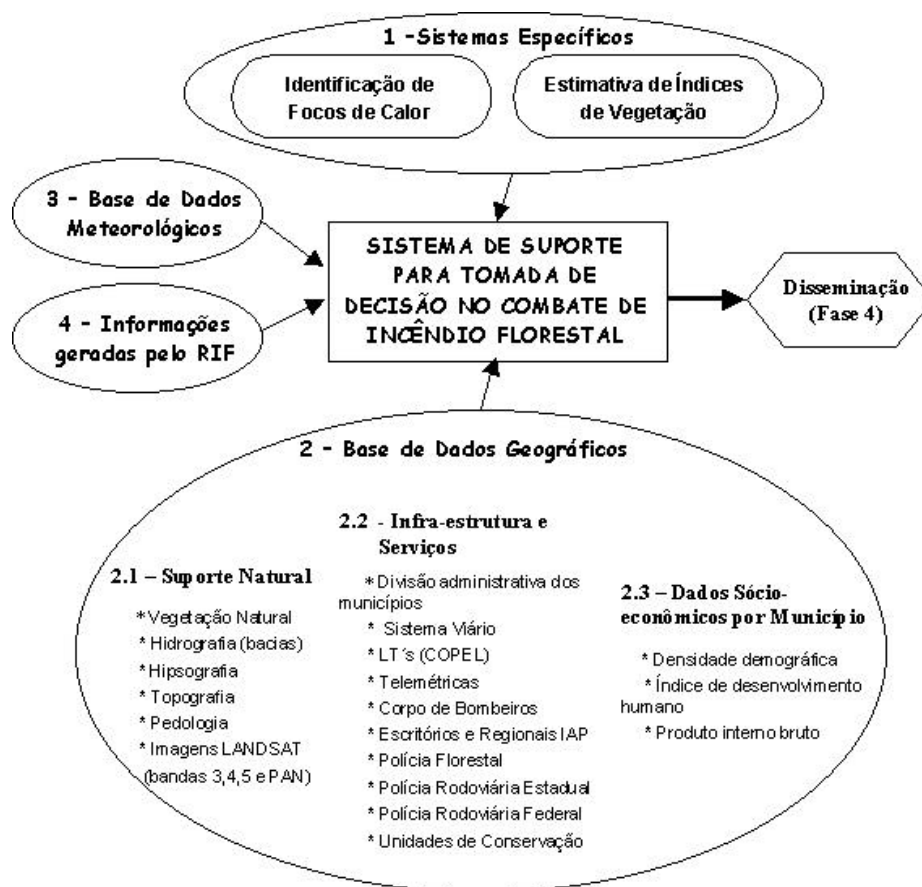 1 -Sistemas Específicos
Identificação de
Focos de Calor
Estimativa de Índices
de Vegetação
3 - Base de Dados
Meteorológicos
4 - Informações
geradas pelo RIF
SISTEMA DE SUPORTE
PARA TOMADA DE
DECISÃO NO COMBATE DE
INCÊNDIO FLORESTAL
Disseminação
(Fase 4)
2 - Base de Dados Geográficos
2.1 – Suporte Natural
* Vegetação Natural
* Hidrografia (bacias)
* Hipsografia
* Topografia
* Pedologia
* Imagens LANDSAT
(bandas 3,4,5 e PAN)
2.2 - Infra-estrutura e
Serviços
* Divisão administrativa dos
municípios
* Sistema Viário
* LT´s (COPEL)
* Telemétricas
* Corpo de Bombeiros
* Escritórios e Regionais IAP
* Polícia Florestal
* Polícia Rodoviária Estadual
* Polícia Rodoviária Federal
* Unidades de Conservação
2.3 – Dados Sócio-
econômicos por Município
* Densidade demográfica
* Índice de desenvolvimento
humano
* Produto interno bruto